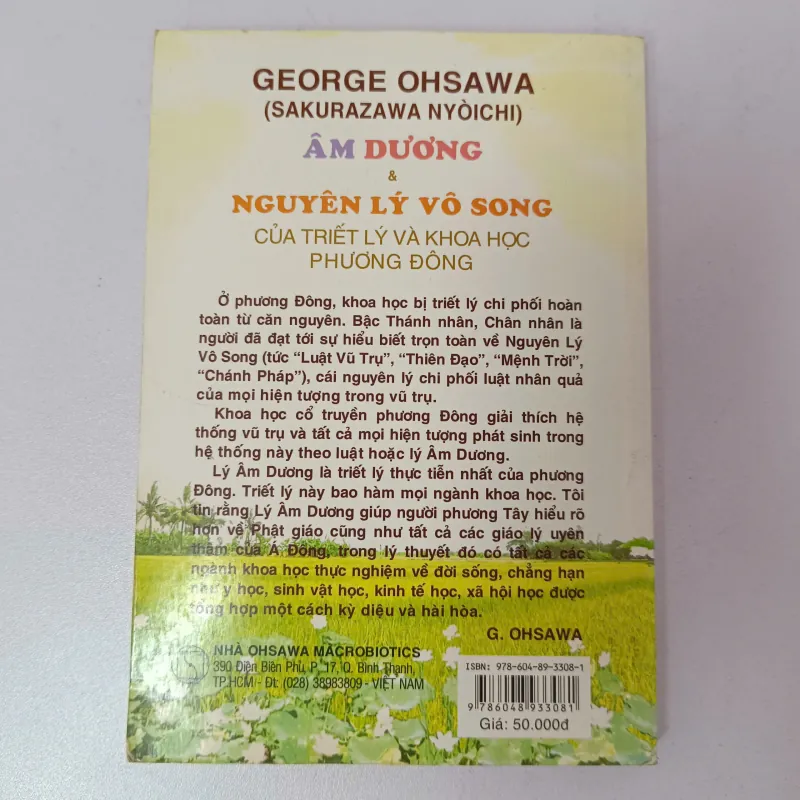 GEORGE OHSAWA
(SAKURAZAWA NYÒICHI)
ÂM DƯƠNG
&
NGUYÊN LÝ VÔ SONG
CỦA TRIẾT LÝ VÀ KHOA HỌC
PHƯƠNG ĐÔNG
Ở phương Đông, khoa học bị triết lý chi phối hoàn
toàn từ căn nguyên. Bậc Thánh nhân, Chân nhân là
người đã đạt tới sự hiểu biết trọn toàn về Nguyên Lý
Vô Song (tức “Luật Vũ Trụ”, “Thiên Đạo”, “Mệnh Trời”,
“Chánh Pháp”), cái nguyên lý chi phối luật nhân quả
của mọi hiện tượng trong vũ trụ.
Khoa học cổ truyền phương Đông giải thích hệ
thống vũ trụ và tất cả mọi hiện tượng phát sinh trong
hệ thống này theo luật hoặc lý Âm Dương.
Lý Âm Dương là triết lý thực tiễn nhất của phương
Đông. Triết lý này bao hàm mọi ngành khoa học. Tôi
tin rằng Lý Âm Dương giúp người phương Tây hiểu rõ
hơn về Phật giáo cũng như tất cả các giáo lý uyên
thâm của Á Đông, trong lý thuyết đó có tất cả các
ngành khoa học thực nghiệm về đời sống, chẳng hạn
như y học, sinh vật học, kinh tế học, xã hội học được
tổng hợp một cách kỳ diệu và hài hòa.
G. OHSAWA
NHÀ OHSAWA MACROBIOTICS
390 Điện Biên Phủ, P. 17, Q. Bình Thạnh,
TP.HCM - Đt: (028) 38983809 - VIỆT NAM
ISBN: 978-604-89-3308-1
9 786048 933081
Giá: 50.000đ